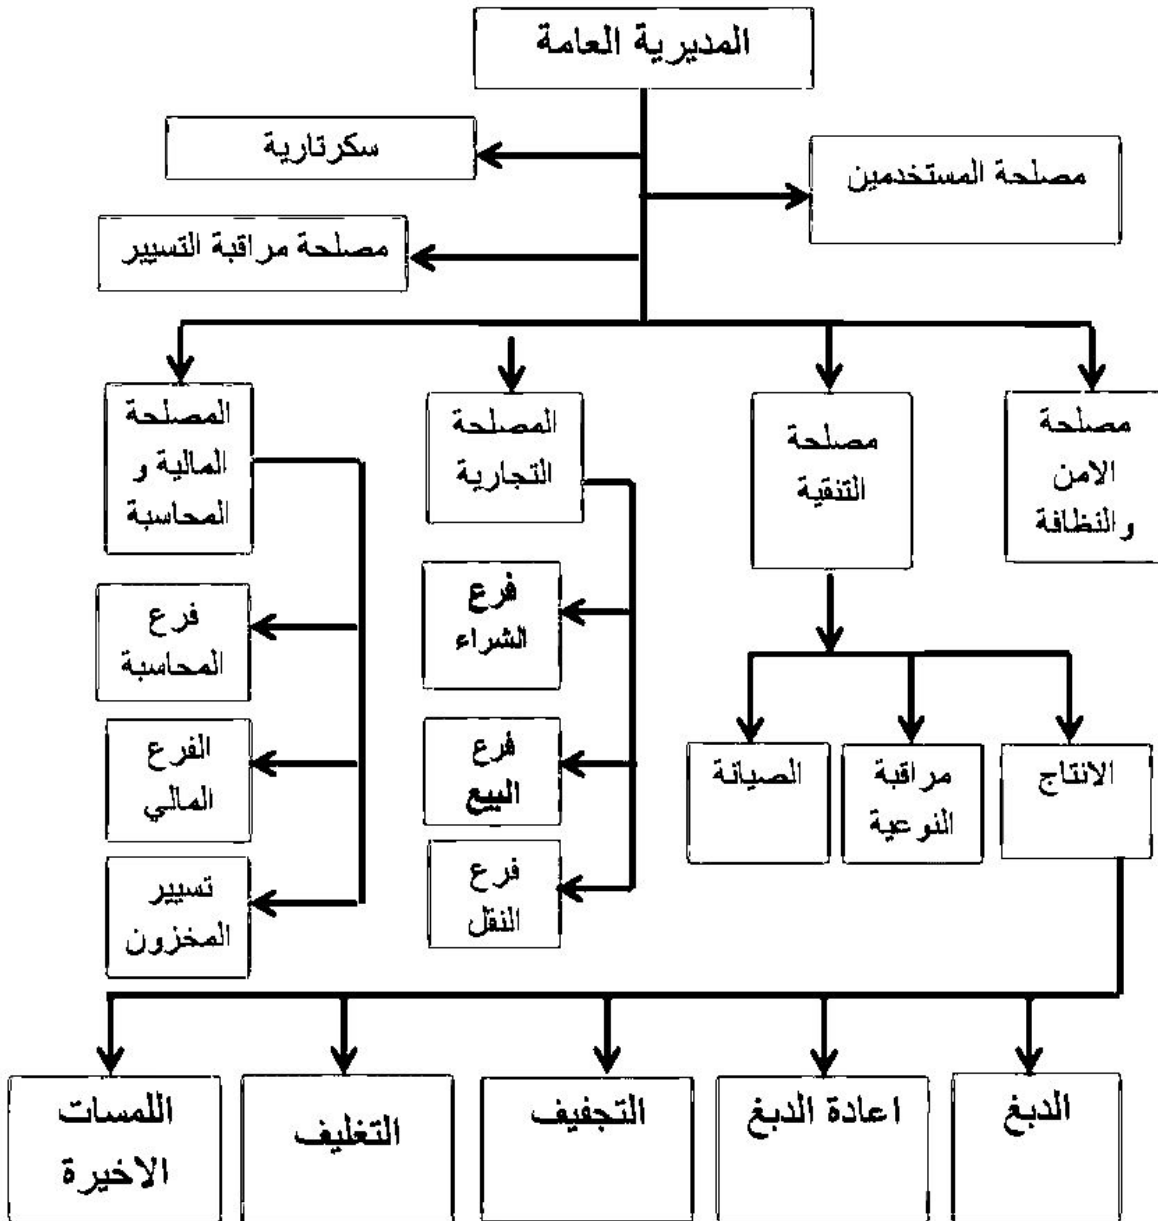 المديرية العامة
سكرتارية
مصلحة المستخدمين
مصلحة مراقبة التسيير
مصلحة
الامن
والنظافة
مصلحة
التنقية
المصلحة
التجارية
المصلحة
المالية و
المحاسبة
فرع
الشراء
فرع
المحاسبة
الانتاج
مراقبة
النوعية
الصيانة
فرع
البيع
الفرع
المالي
فرع
النقل
تسيير
المخزون
الدبغ
اعادة الدبغ
التجفيف
التغليف
اللمسات
الاخيرة